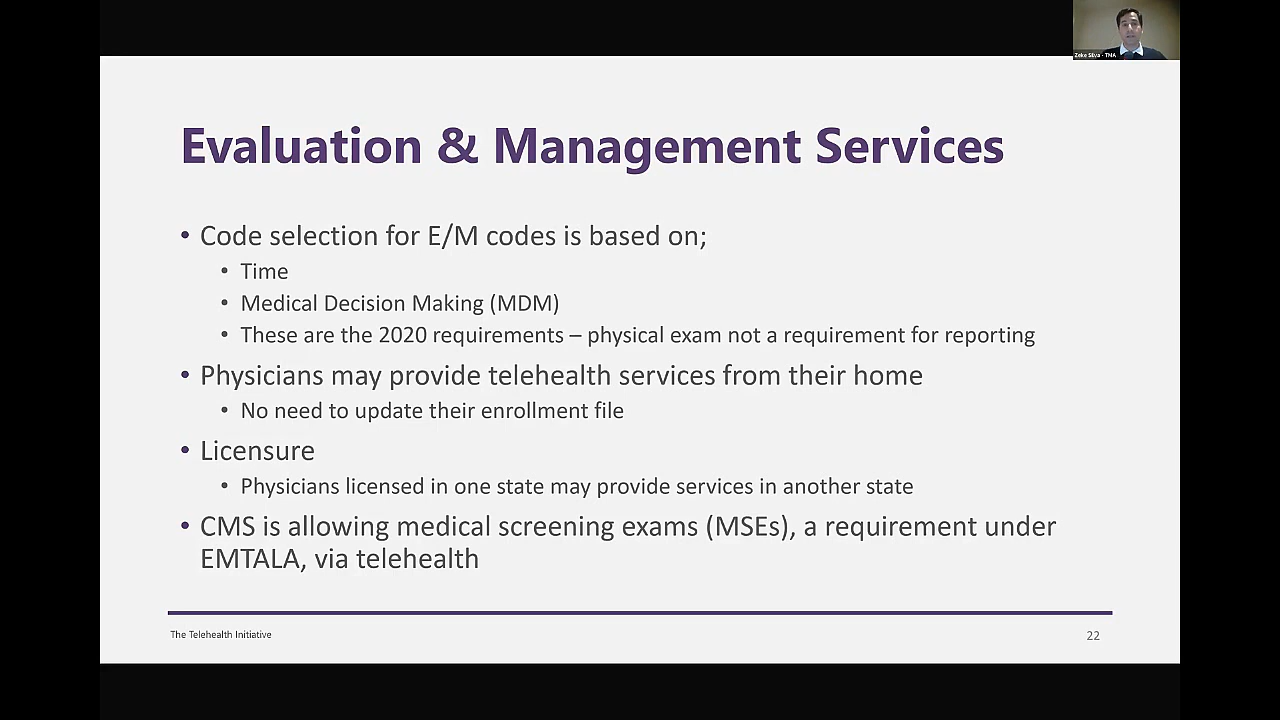 Zeke Silva - TMA
Evaluation & Management Services
• Code selection for E/M codes is based on;
• Time
• Medical Decision Making (MDM)
• These are the 2020 requirements – physical exam not a requirement for reporting
• Physicians may provide telehealth services from their home
• No need to update their enrollment file
• Licensure
• Physicians licensed in one state may provide services in another state
• CMS is allowing medical screening exams (MSEs), a requirement under
EMTALA, via telehealth
The Telehealth Initiative
22